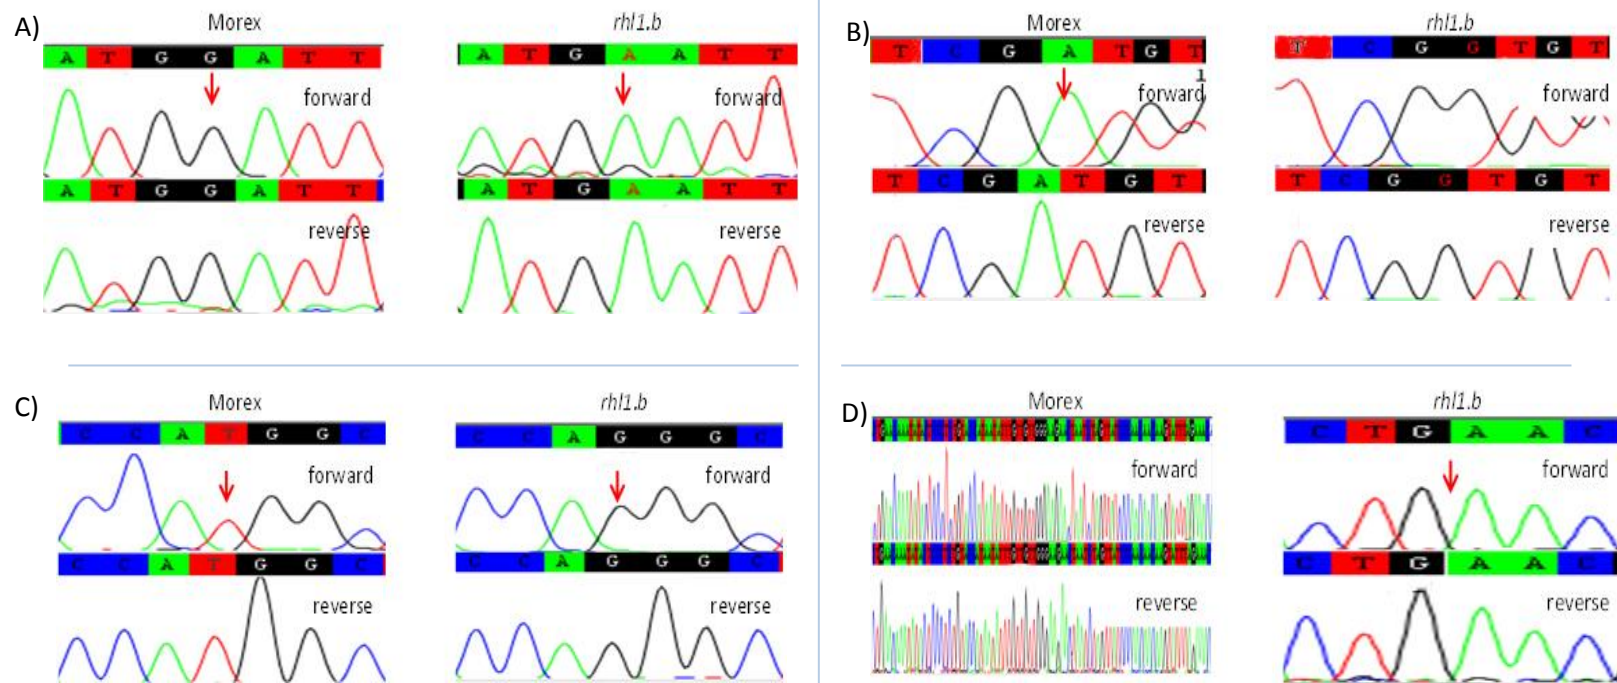 A)
Morex
A T G G A T T
forward
A T G G A T T
reverse
rhl1.b
A T G A A T T
forward
A T G A A T T
reverse
B)
Morex
T C G A T G T
1
forward
T C G A T G T
reverse
rhl1.b
T C G G T G T
forward
T C G G T G T
reverse
C)
Morex
C C A T G G C
forward
C C A T G G C
reverse
rhl1.b
C C A G G G C
forward
C C A G G G C
reverse
D)
Morex
forward
reverse
rhl1.b
C T G A A C
forward
C T G A A C
reverse